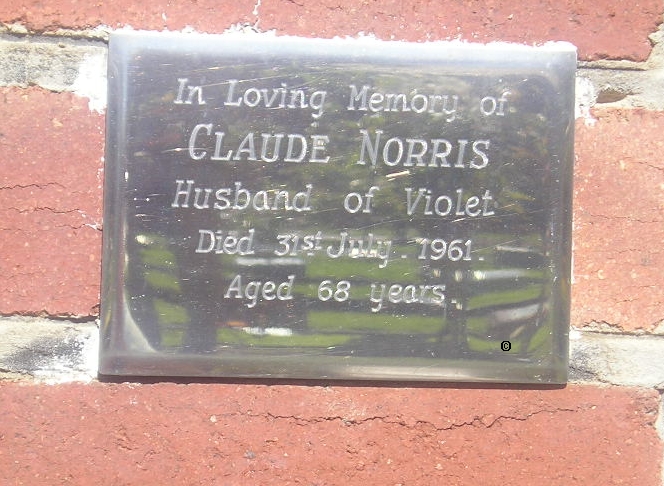 In Loving Memory of
CLAUDE NORRIS
Husband of Violet
Died 31st July. 1961.
Aged 68 years.
©